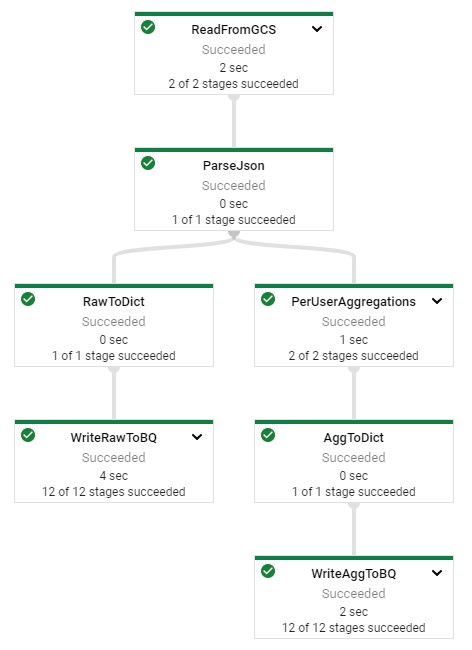 ReadFromGCS
Succeeded
2 sec
2 of 2 stages succeeded
ParseJson
Succeeded
0 sec
1 of 1 stage succeeded
RawToDict
Succeeded
0 sec
1 of 1 stage succeeded
PerUserAggregations
Succeeded
1 sec
2 of 2 stages succeeded
WriteRawToBQ
Succeeded
4 sec
12 of 12 stages succeeded
AggToDict
Succeeded
0 sec
1 of 1 stage succeeded
WriteAggToBQ
Succeeded
2 sec
12 of 12 stages succeeded